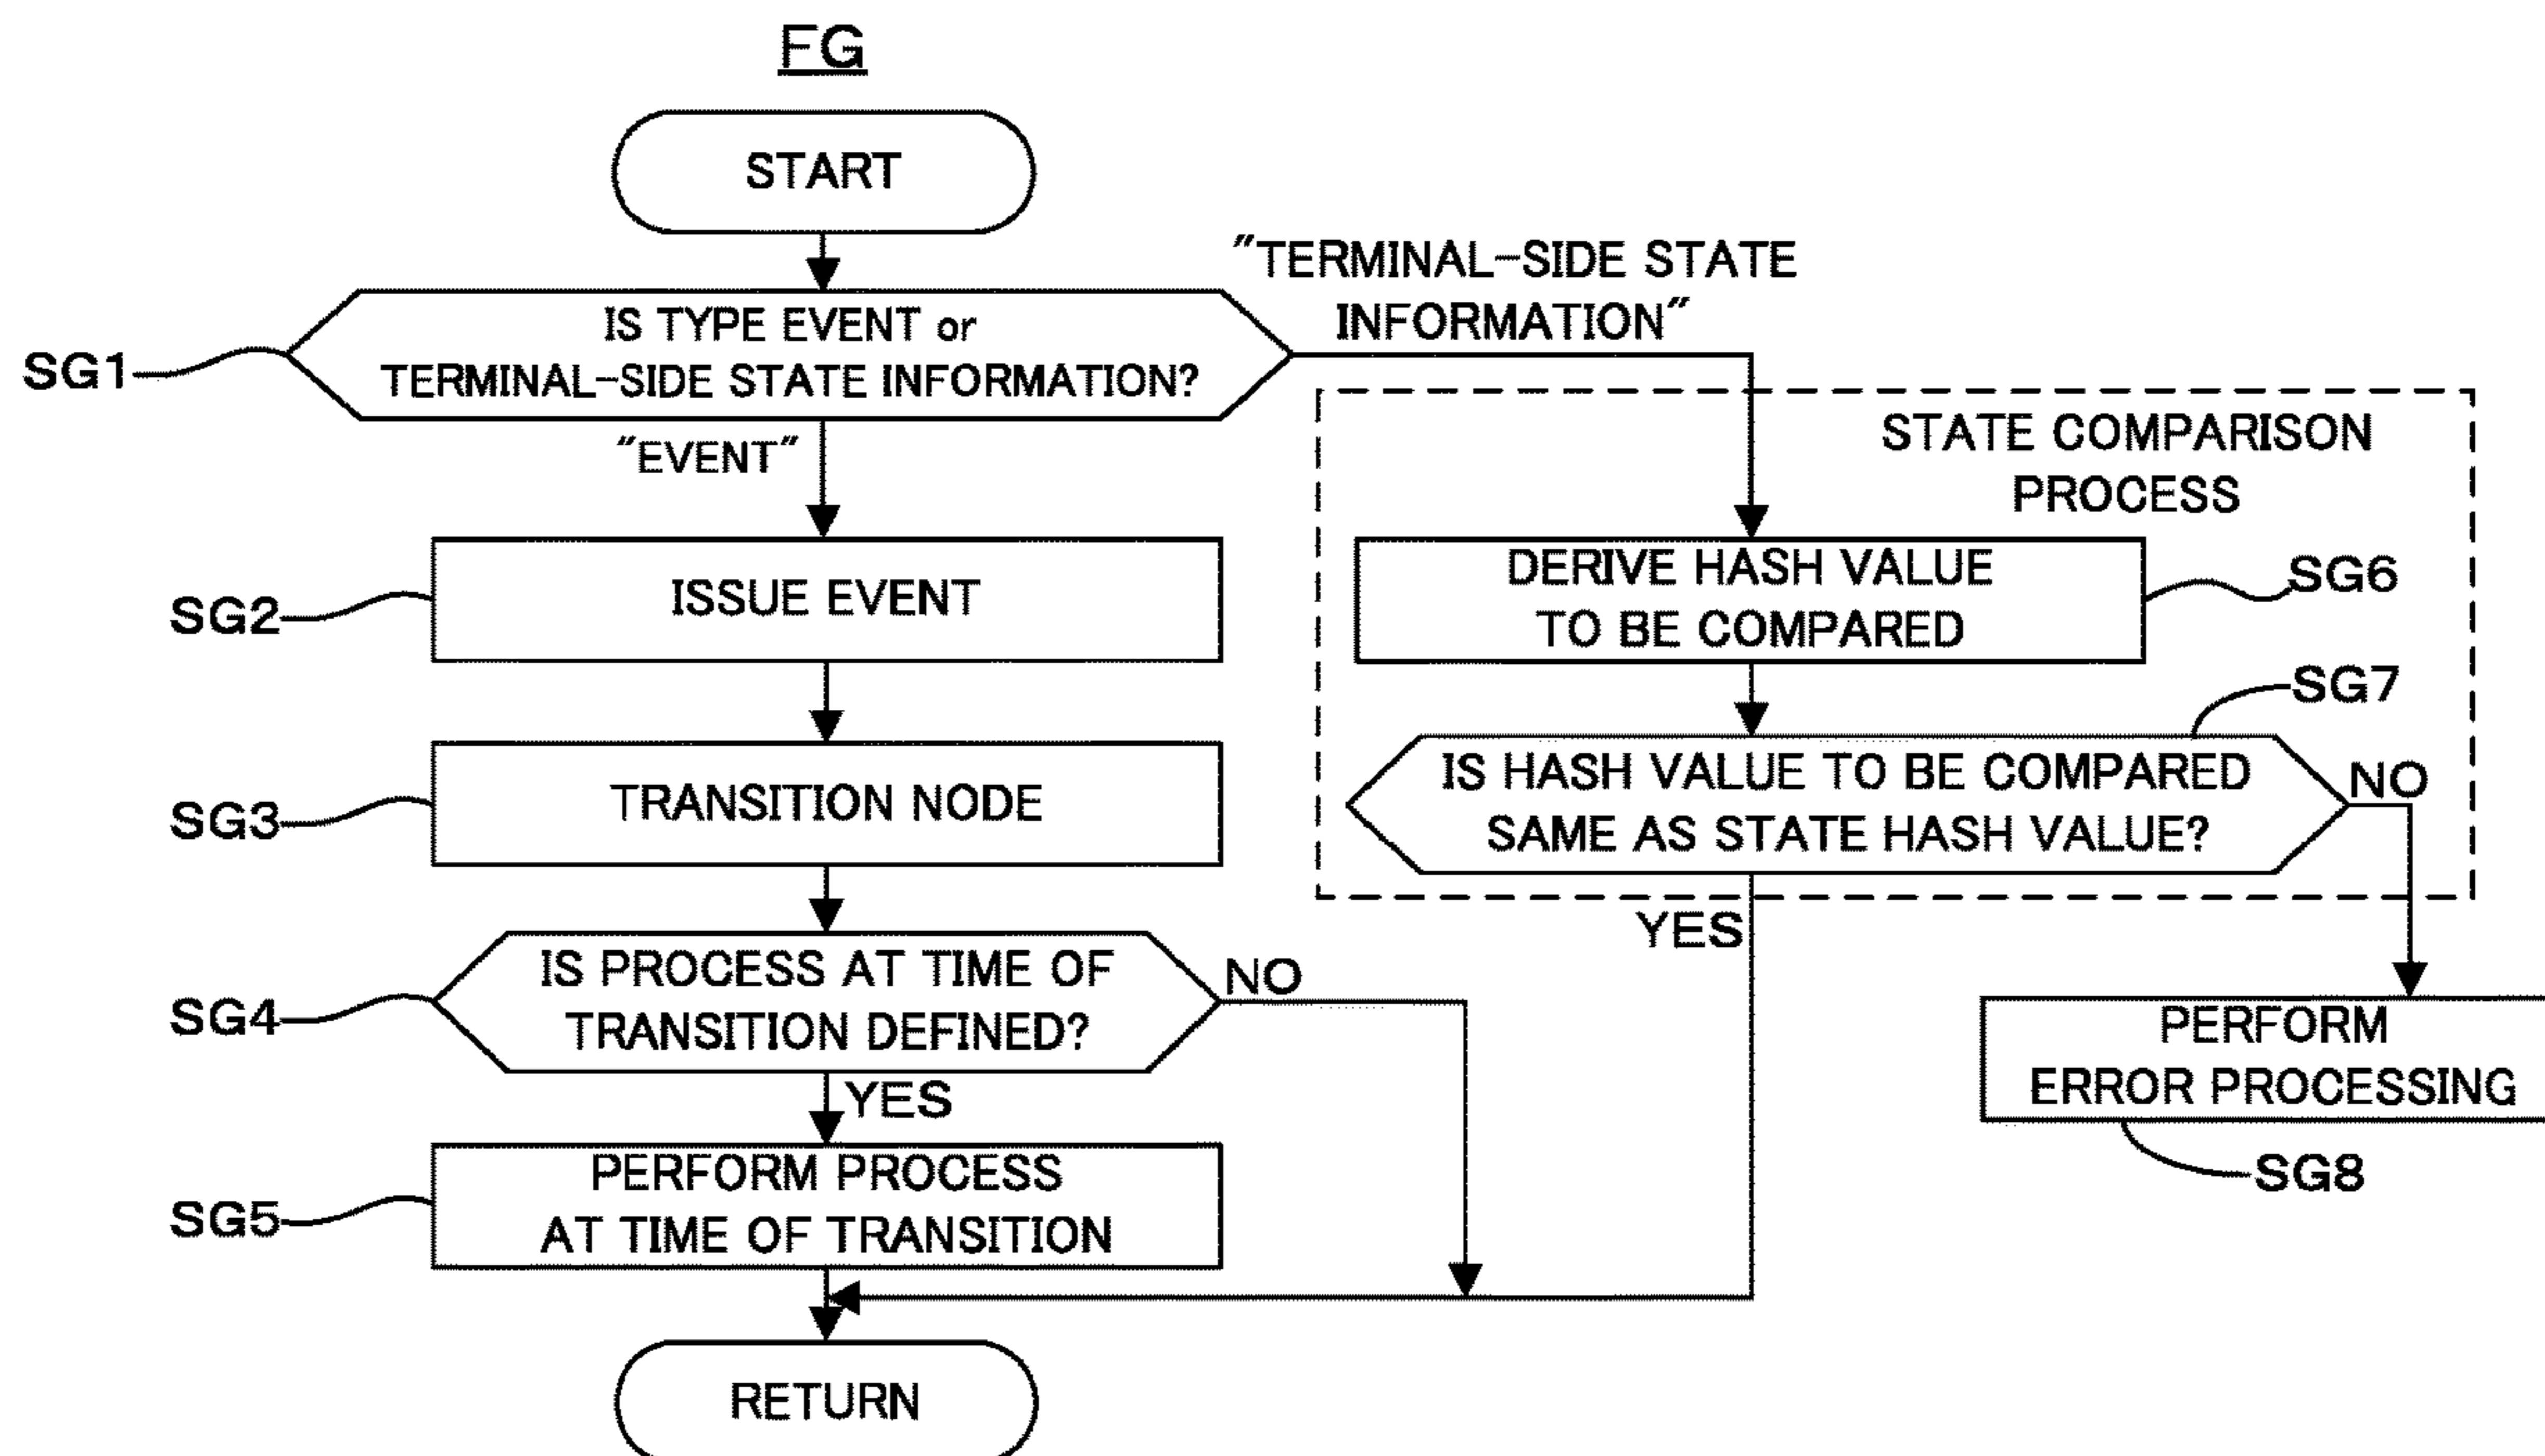 FG
START
"TERMINAL-SIDE STATE
INFORMATION"
IS TYPE EVENT or
TERMINAL-SIDE STATE INFORMATION?
SG1
"EVENT"
STATE COMPARISON
PROCESS
ISSUE EVENT
SG2
DERIVE HASH VALUE
TO BE COMPARED
SG6
SG7
TRANSITION NODE
SG3
IS HASH VALUE TO BE COMPARED
SAME AS STATE HASH VALUE?
NO
YES
IS PROCESS AT TIME OF
TRANSITION DEFINED?
NO
SG4
YES
PERFORM
ERROR PROCESSING
SG8
PERFORM PROCESS
AT TIME OF TRANSITION
SG5
RETURN